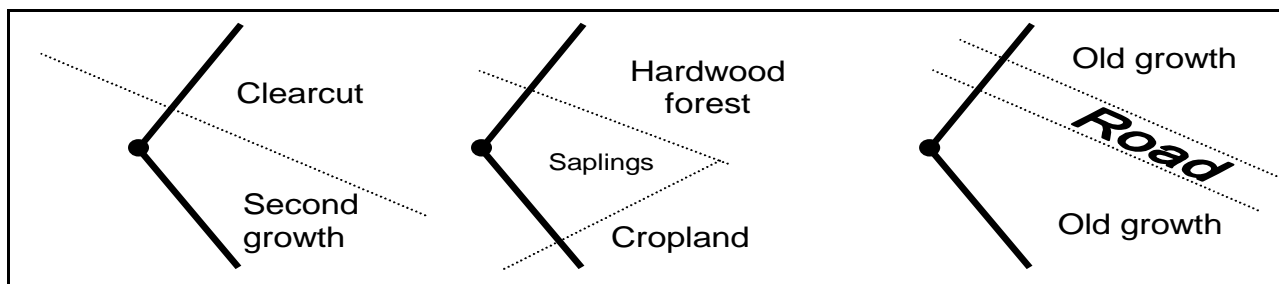 Clearcut
Second
growth
Hardwood
forest
Saplings
Cropland
Old growth
Road
Old growth